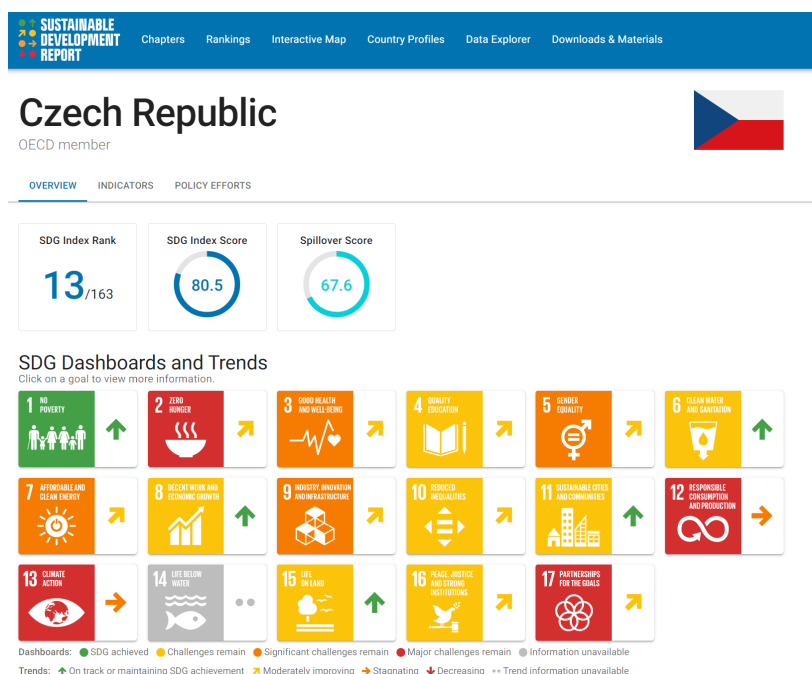 SUSTAINABLE
DEVELOPMENT
REPORT
Chapters Rankings Interactive Map Country Profiles Data Explorer Downloads & Materials
Czech Republic
OECD member
OVERVIEW INDICATORS POLICY EFFORTS
SDG Index Rank
13/163
SDG Index Score
80.5
Spillover Score
67.6
SDG Dashboards and Trends
Click on a goal to view more information.
1 NO
POVERTY
2 ZERO
HUNGER
3 GOOD HEALTH
AND WELL-BEING
4 QUALITY
EDUCATION
5 GENDER
EQUALITY
6 CLEAN WATER
AND SANITATION
7 AFFORDABLE AND
CLEAN ENERGY
8 DECENT WORK AND
ECONOMIC GROWTH
9 INDUSTRY, INNOVATION
AND INFRASTRUCTURE
10 REDUCED
INEQUALITIES
11 SUSTAINABLE CITIES
AND COMMUNITIES
12 RESPONSIBLE
CONSUMPTION
AND PRODUCTION
13 CLIMATE
ACTION
14 LIFE BELOW
WATER
15 LIFE
ON LAND
16 PEACE, JUSTICE
AND STRONG
INSTITUTIONS
17 PARTNERSHIPS
FOR THE GOALS
Dashboards: SDG achieved Challenges remain Significant challenges remain Major challenges remain Information unavailable
Trends: On track or maintaining SDG achievement Moderately improving Stagnating Decreasing Trend information unavailable